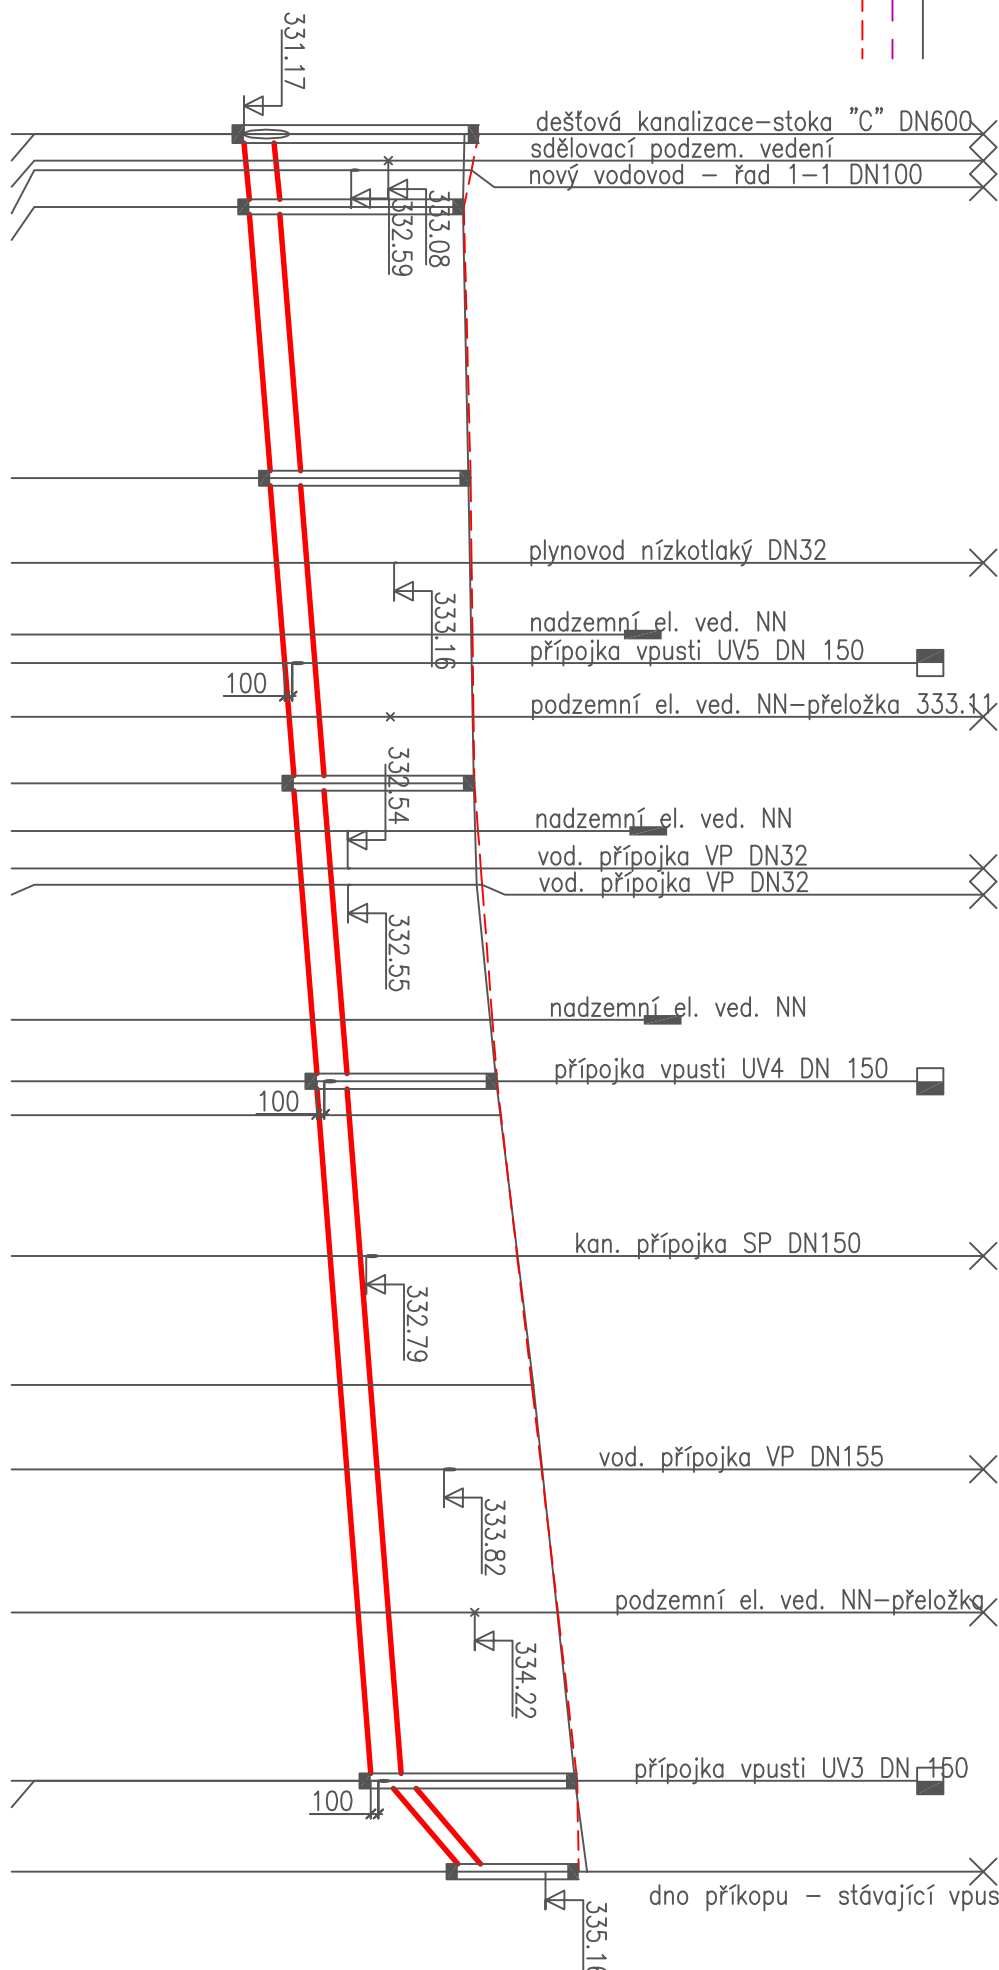 331.17
dešťová kanalizace-stoka "C" DN600
sdělovací podzem. vedení
nový vodovod - řad 1-1 DN100
333.08
332.59
plynovod nízkotlaký DN32
333.16
nadzemní el. ved. NN
přípojka vpusti UV5 DN 150
100
podzemní el. ved. NN-přeložka 333.11
332.54
nadzemní el. ved. NN
vod. přípojka VP DN32
vod. přípojka VP DN32
332.55
nadzemní el. ved. NN
přípojka vpusti UV4 DN 150
100
kan. přípojka SP DN150
332.79
vod. přípojka VP DN155
333.82
podzemní el. ved. NN-přeložka
334.22
přípojka vpusti UV3 DN 150
100
dno příkopu - stávající vpus
335.16